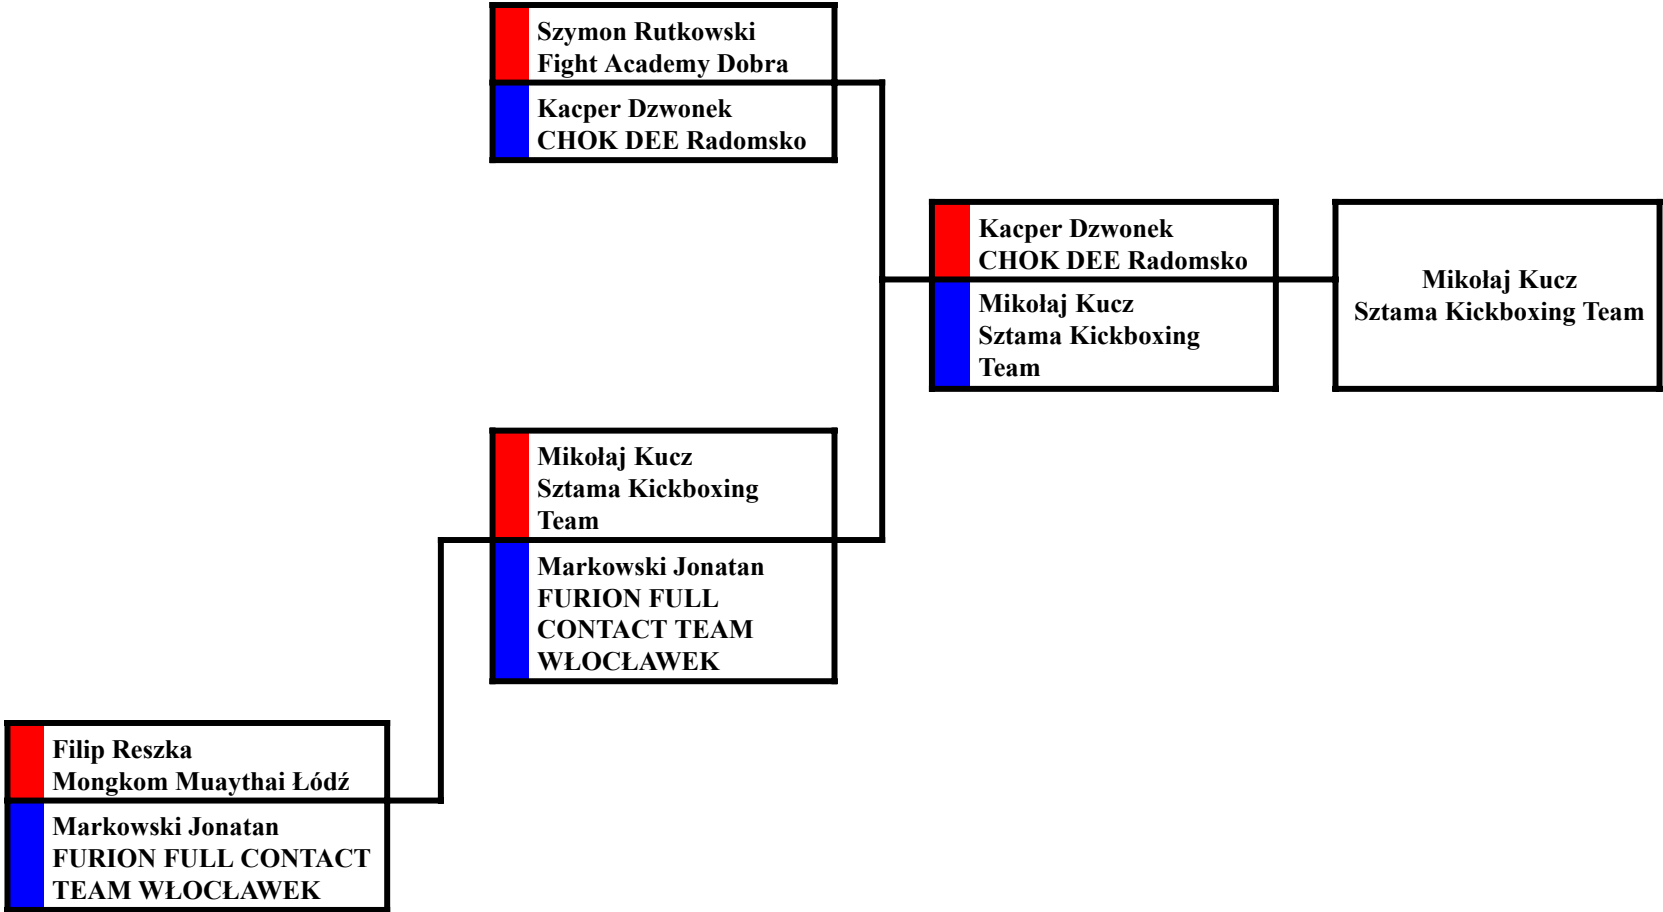 Szymon Rutkowski
Fight Academy Dobra
Kacper Dzwonek
CHOK DEE Radomsko
Kacper Dzwonek
CHOK DEE Radomsko
Mikołaj Kucz
Sztama Kickboxing
Team
Mikołaj Kucz
Sztama Kickboxing Team
Mikołaj Kucz
Sztama Kickboxing
Team
Markowski Jonatan
FURION FULL
CONTACT TEAM
WŁOCŁAWEK
Filip Reszka
Mongkom Muaythai Łódź
Markowski Jonatan
FURION FULL CONTACT
TEAM WŁOCŁAWEK